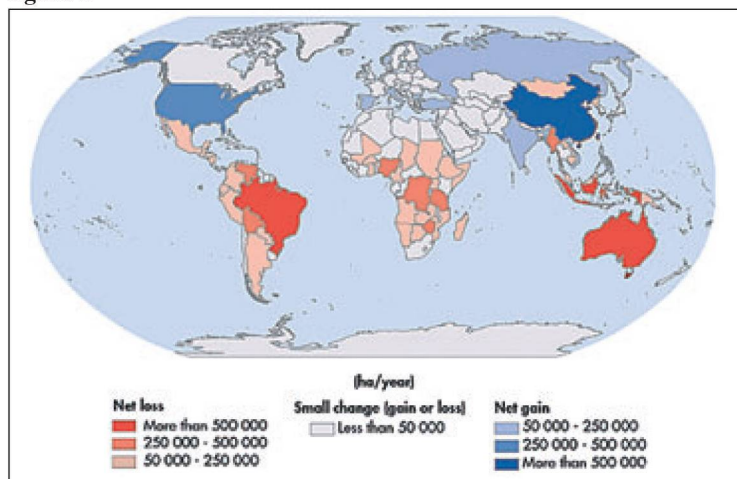 (ha/year)
Net loss
More than 500 000
250 000 - 500 000
50 000 - 250 000
Small change (gain or loss)
Less than 50 000
Net gain
50 000 - 250 000
250 000 - 500 000
More than 500 000